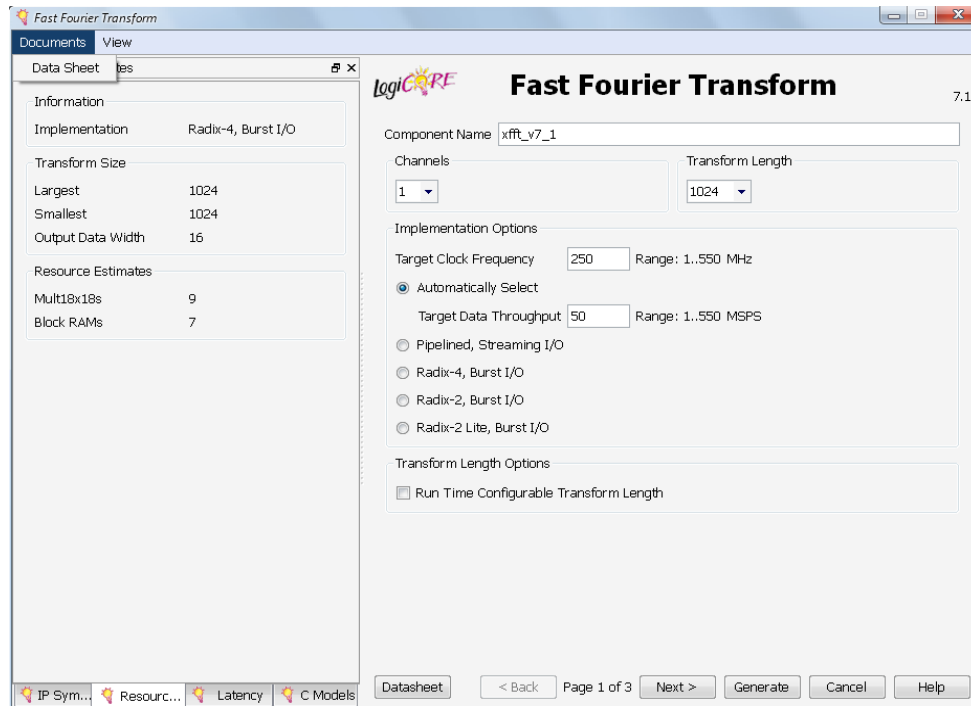 Fast Fourier Transform
Documents View
Data Sheet tes
Information
Implementation Radix-4, Burst I/O
Transform Size
Largest 1024
Smallest 1024
Output Data Width 16
Resource Estimates
Mult18x18s 9
Block RAMs 7
IP Sym... Resourc... Latency C Models
LogiCORE Fast Fourier Transform 7.1
Component Name xfft_v7_1
Channels
1
Transform Length
1024
Implementation Options
Target Clock Frequency 250 Range: 1..550 MHz
Automatically Select
Target Data Throughput 50 Range: 1..550 MSPS
Pipelined, Streaming I/O
Radix-4, Burst I/O
Radix-2, Burst I/O
Radix-2 Lite, Burst I/O
Transform Length Options
Run Time Configurable Transform Length
Datasheet < Back Page 1 of 3 Next > Generate Cancel Help